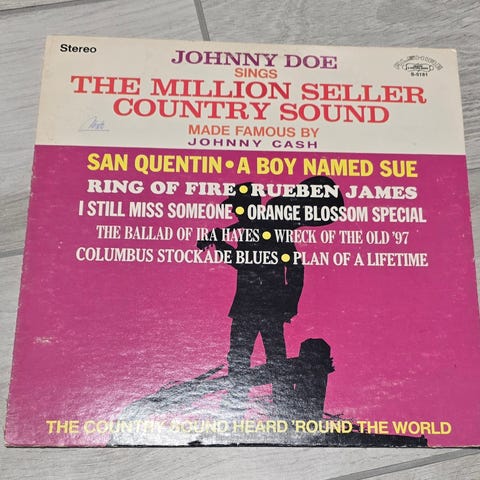 Stereo
JOHNNY DOE
SINGS
THE MILLION SELLER
COUNTRY SOUND
MADE FAMOUS BY
JOHNNY CASH
S-5181
SAN QUENTIN • A BOY NAMED SUE
RING OF FIRE • RUEBEN JAMES
I STILL MISS SOMEONE • ORANGE BLOSSOM SPECIAL
THE BALLAD OF IRA HAYES • WRECK OF THE OLD '97
COLUMBUS STOCKADE BLUES • PLAN OF A LIFETIME
THE COUNTRY SOUND HEARD 'ROUND THE WORLD